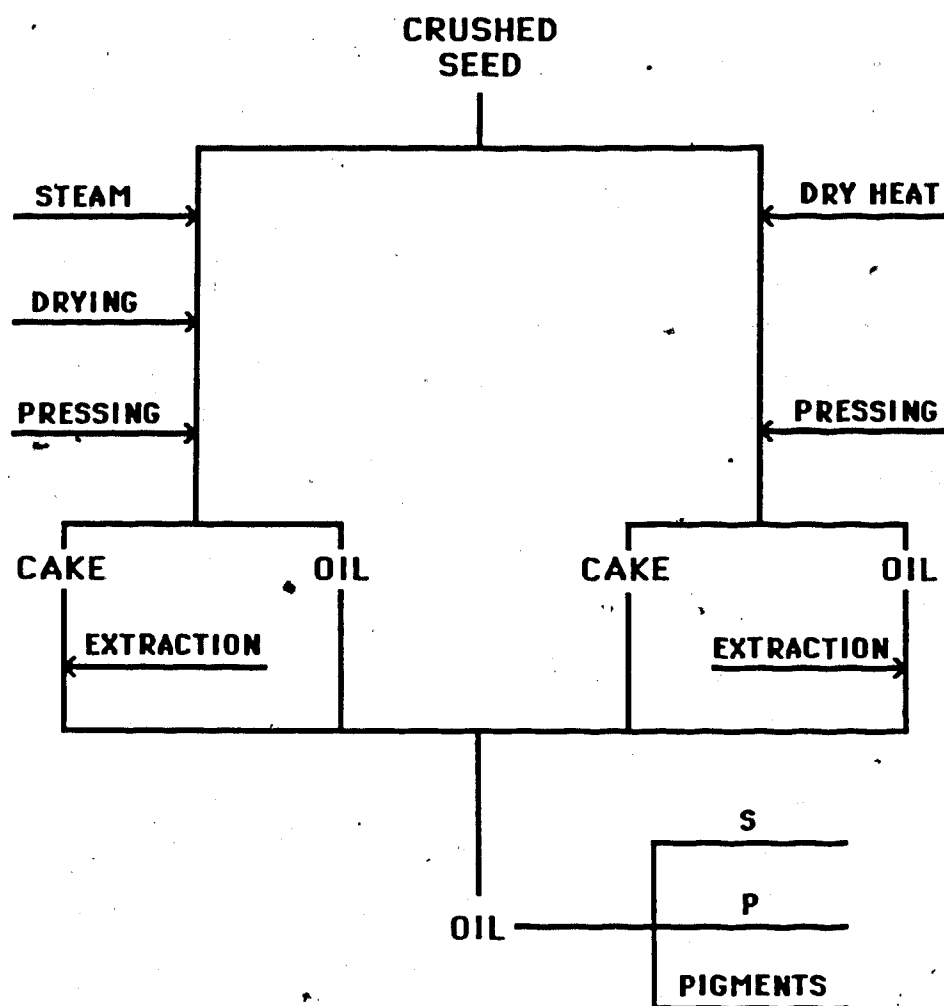 CRUSHED
SEED
STEAM
DRY HEAT
DRYING
PRESSING
PRESSING
CAKE
OIL
CAKE
OIL
EXTRACTION
EXTRACTION
S
OIL
P
PIGMENTS